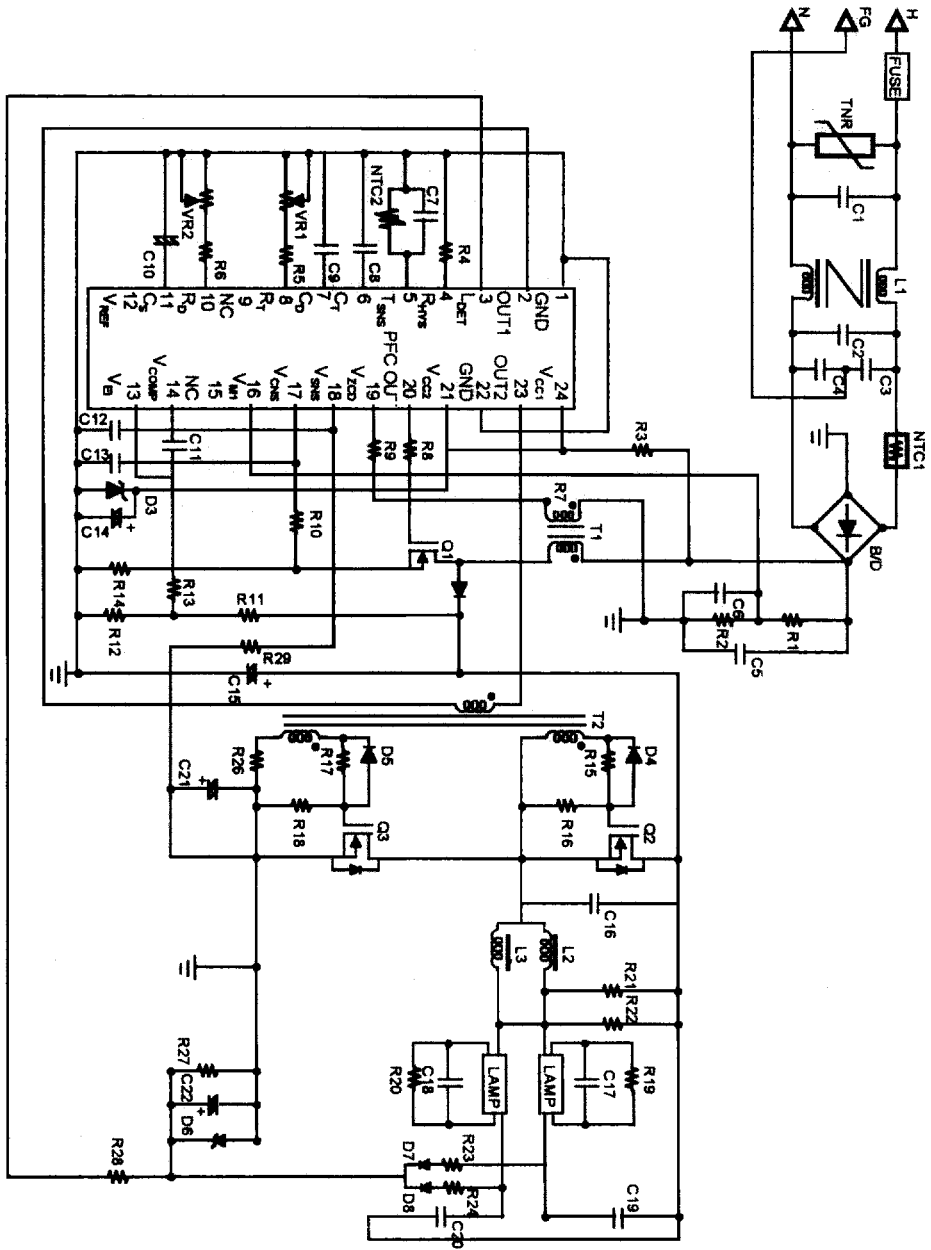 N
FG
H
FUSE
TNR
C1
L1
C2
C4
C3
NTC1
B/D
R1
R2
C6
C5
T1
R7
R3
NTC2
C7
R4
VR2
R6
VR1
R5
C9
C8
C10
1
2 GND
3 OUT1
4 LDET
5 RHYS
6 TSNS
7 CT
8 CD
9 RT
10 NC
11 RD
12 CS
VREF
VCC1 24
OUT2 23
GND 22
VCC2 21
PFC OUT 20
VZCD 19
VSNS 18
VCNS 17
VM1 16
NC 15
VCOMP 14
VEI 13
R9
R8
C11
C12
C13
D3
C14
R10
Q1
R14
R13
R12
R11
R29
C15
+
+
T2
D4
R15
R16
Q2
D5
R17
R18
Q3
R26
C21
+
C16
L2
L3
R21
R22
LAMP
LAMP
C17
R19
C18
R20
R23
R24
D7
D8
C19
C20
R27
C22
+
D6
R28